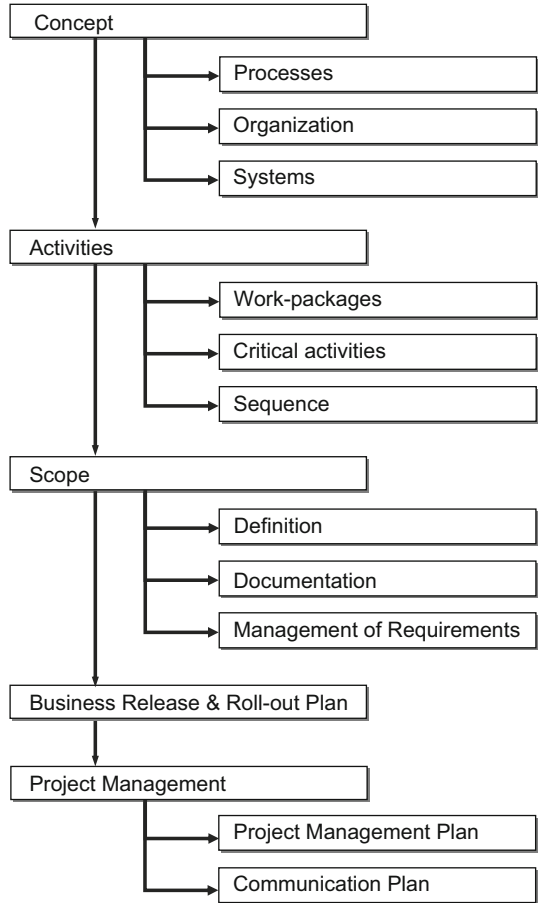 Concept
Processes
Organization
Systems
Activities
Work-packages
Critical activities
Sequence
Scope
Definition
Documentation
Management of Requirements
Business Release & Roll-out Plan
Project Management
Project Management Plan
Communication Plan